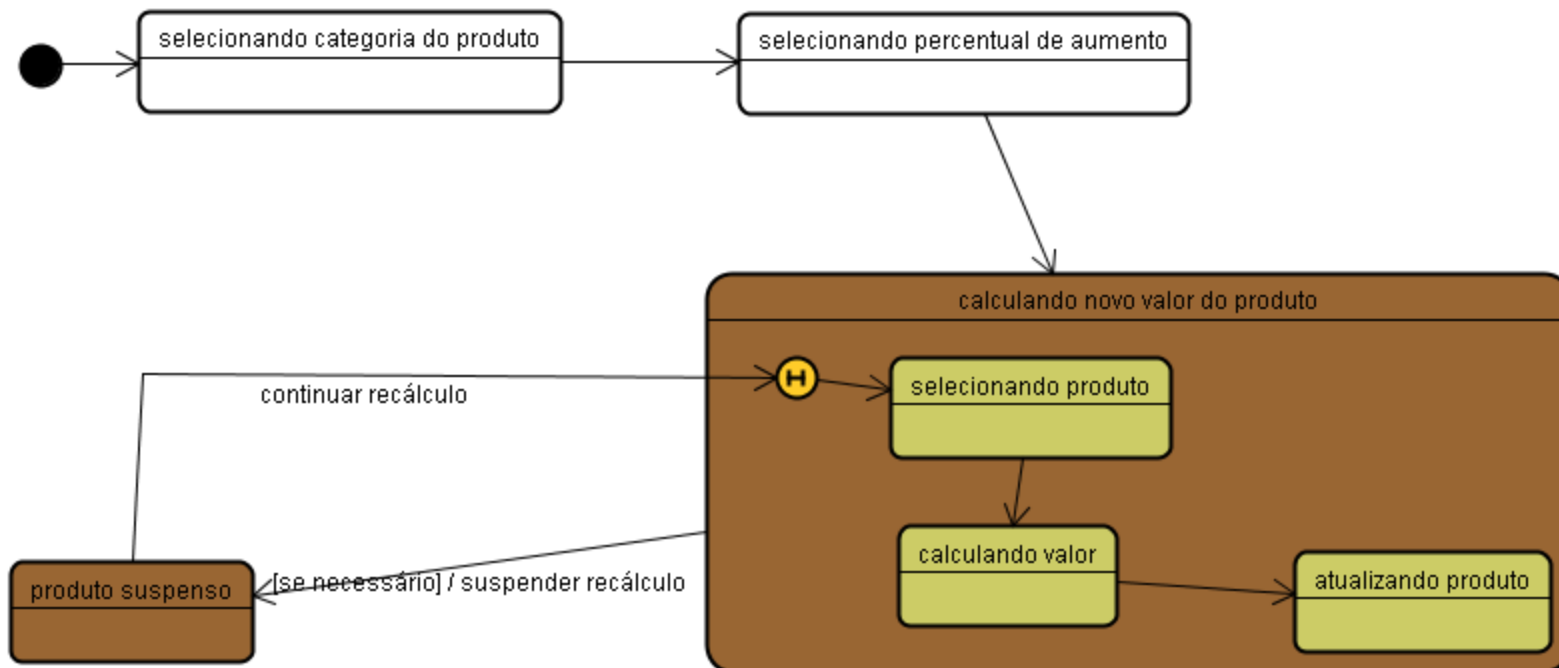 selecionando categoria do produto
selecionando percentual de aumento
calculando novo valor do produto
H
selecionando produto
continuar recálculo
calculando valor
atualizando produto
[se necessário] / suspender recálculo
produto suspenso